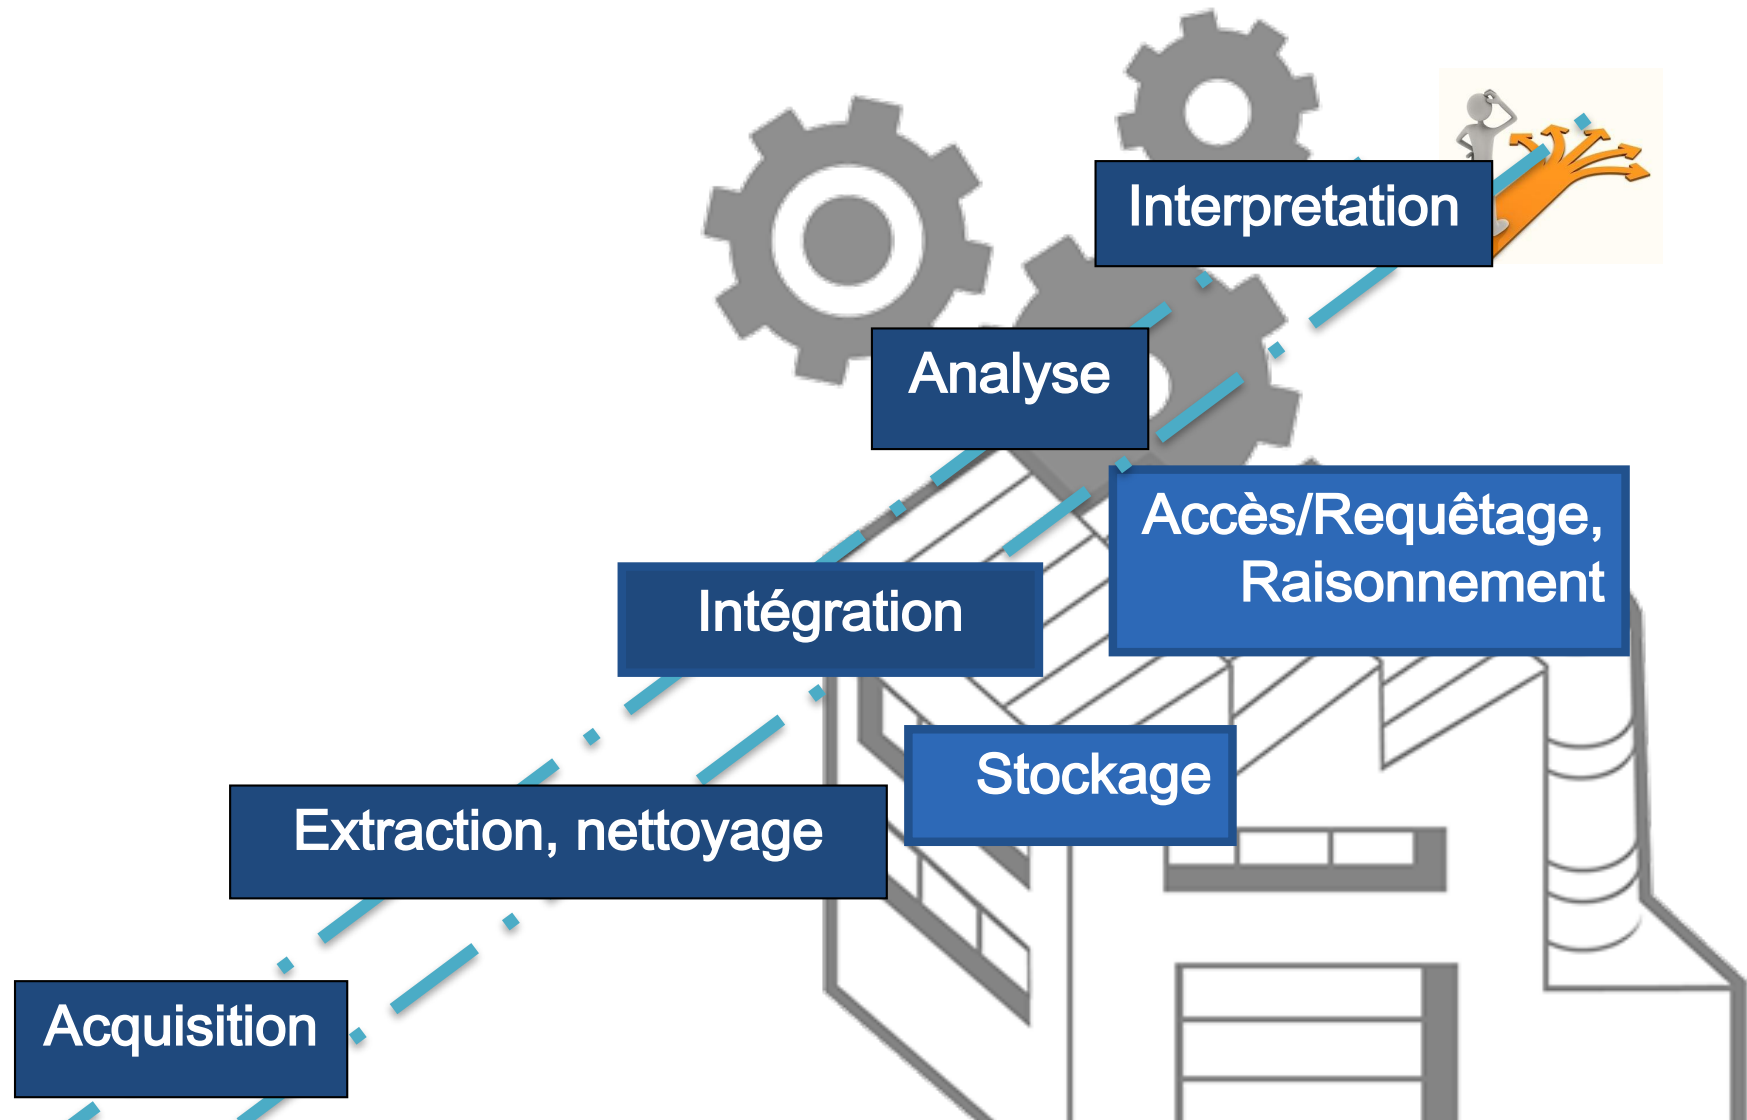 Interpretation
Analyse
Accès/Requêtage,
Raisonnement
Intégration
Stockage
Extraction, nettoyage
Acquisition